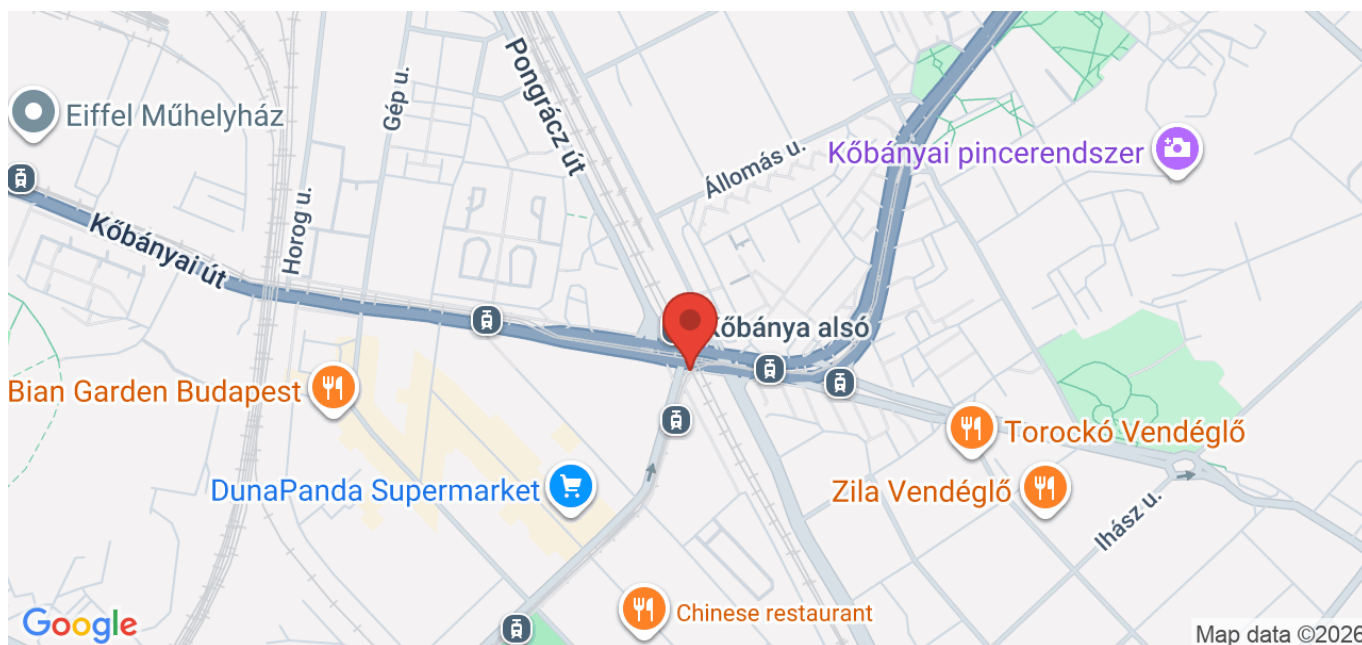 Eiffel Műhelyház
Gép u.
Pongrácz út
Állomás u.
Kőbányai pincerendszer
Horog u.
Kőbányai út
Kőbánya alsó
Bian Garden Budapest
Torockó Vendéglő
DunaPanda Supermarket
Zila Vendéglő
Ihász u.
Chinese restaurant
Google
Map data ©2026